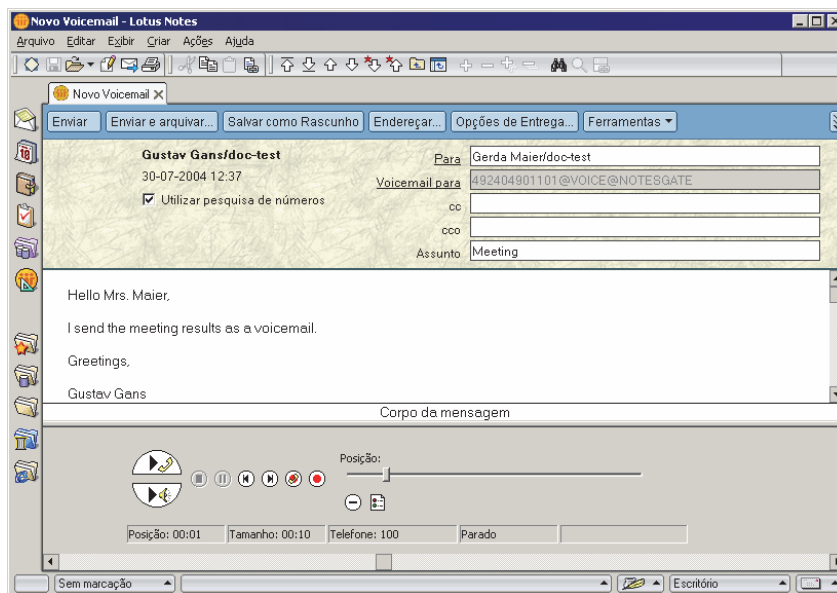 Novo Voicemail - Lotus Notes
Arquivo Editar Exibir Criar Ações Ajuda
Novo Voicemail
Enviar Enviar e arquivar... Salvar como Rascunho Endereçar... Opções de Entrega... Ferramentas
Gustav Gans/doc-test Para Gerda Maier/doc-test
30-07-2004 12:37 Voicemail para 492404901101@VOICE@NOTESGATE
Utilizar pesquisa de números cc
cco
Assunto Meeting
18
Hello Mrs. Maier,
I send the meeting results as a voicemail.
Greetings,
Gustav Gans
Corpo da mensagem
Posição:
Posição: 00:01 Tamanho: 00:10 Telefone: 100 Parado
Sem marcação Escritório